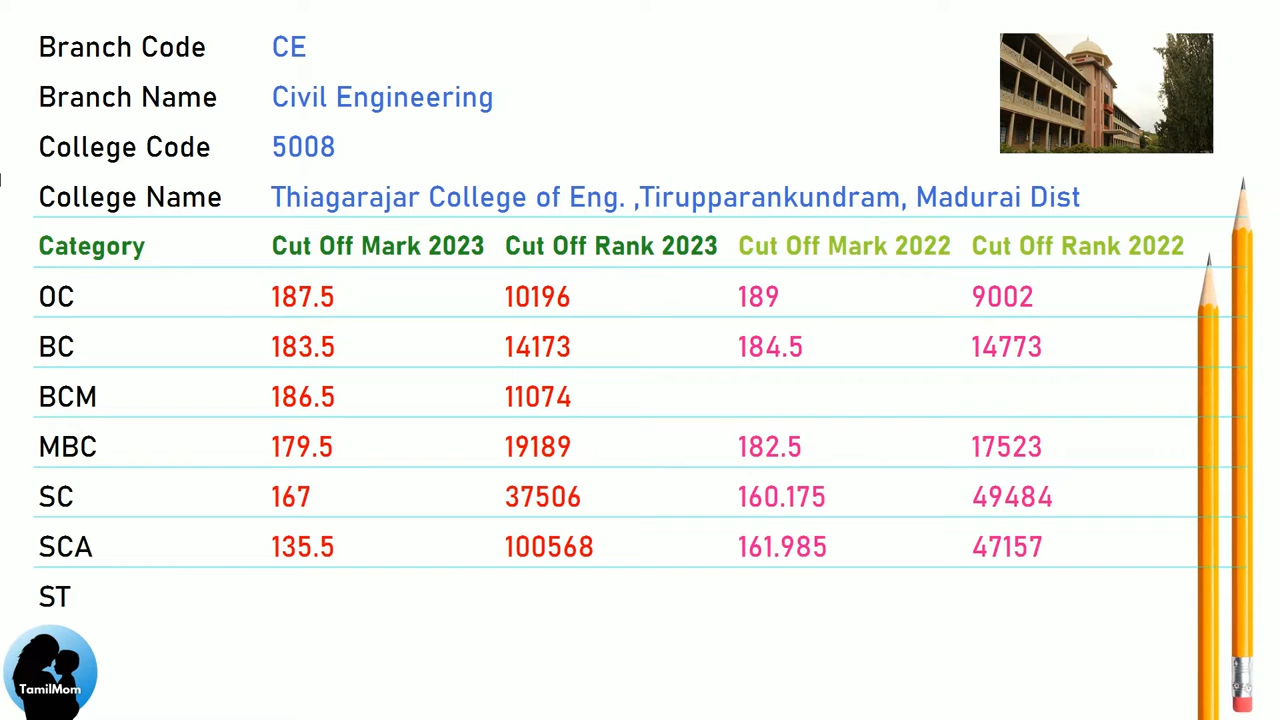 Branch Code CE
Branch Name Civil Engineering
College Code 5008
College Name Thiagarajar College of Eng. ,Tirupparankundram, Madurai Dist
Category Cut Off Mark 2023 Cut Off Rank 2023 Cut Off Mark 2022 Cut Off Rank 2022
OC 187.5 10196 189 9002
BC 183.5 14173 184.5 14773
BCM 186.5 11074
MBC 179.5 19189 182.5 17523
SC 167 37506 160.175 49484
SCA 135.5 100568 161.985 47157
ST
TamilMom